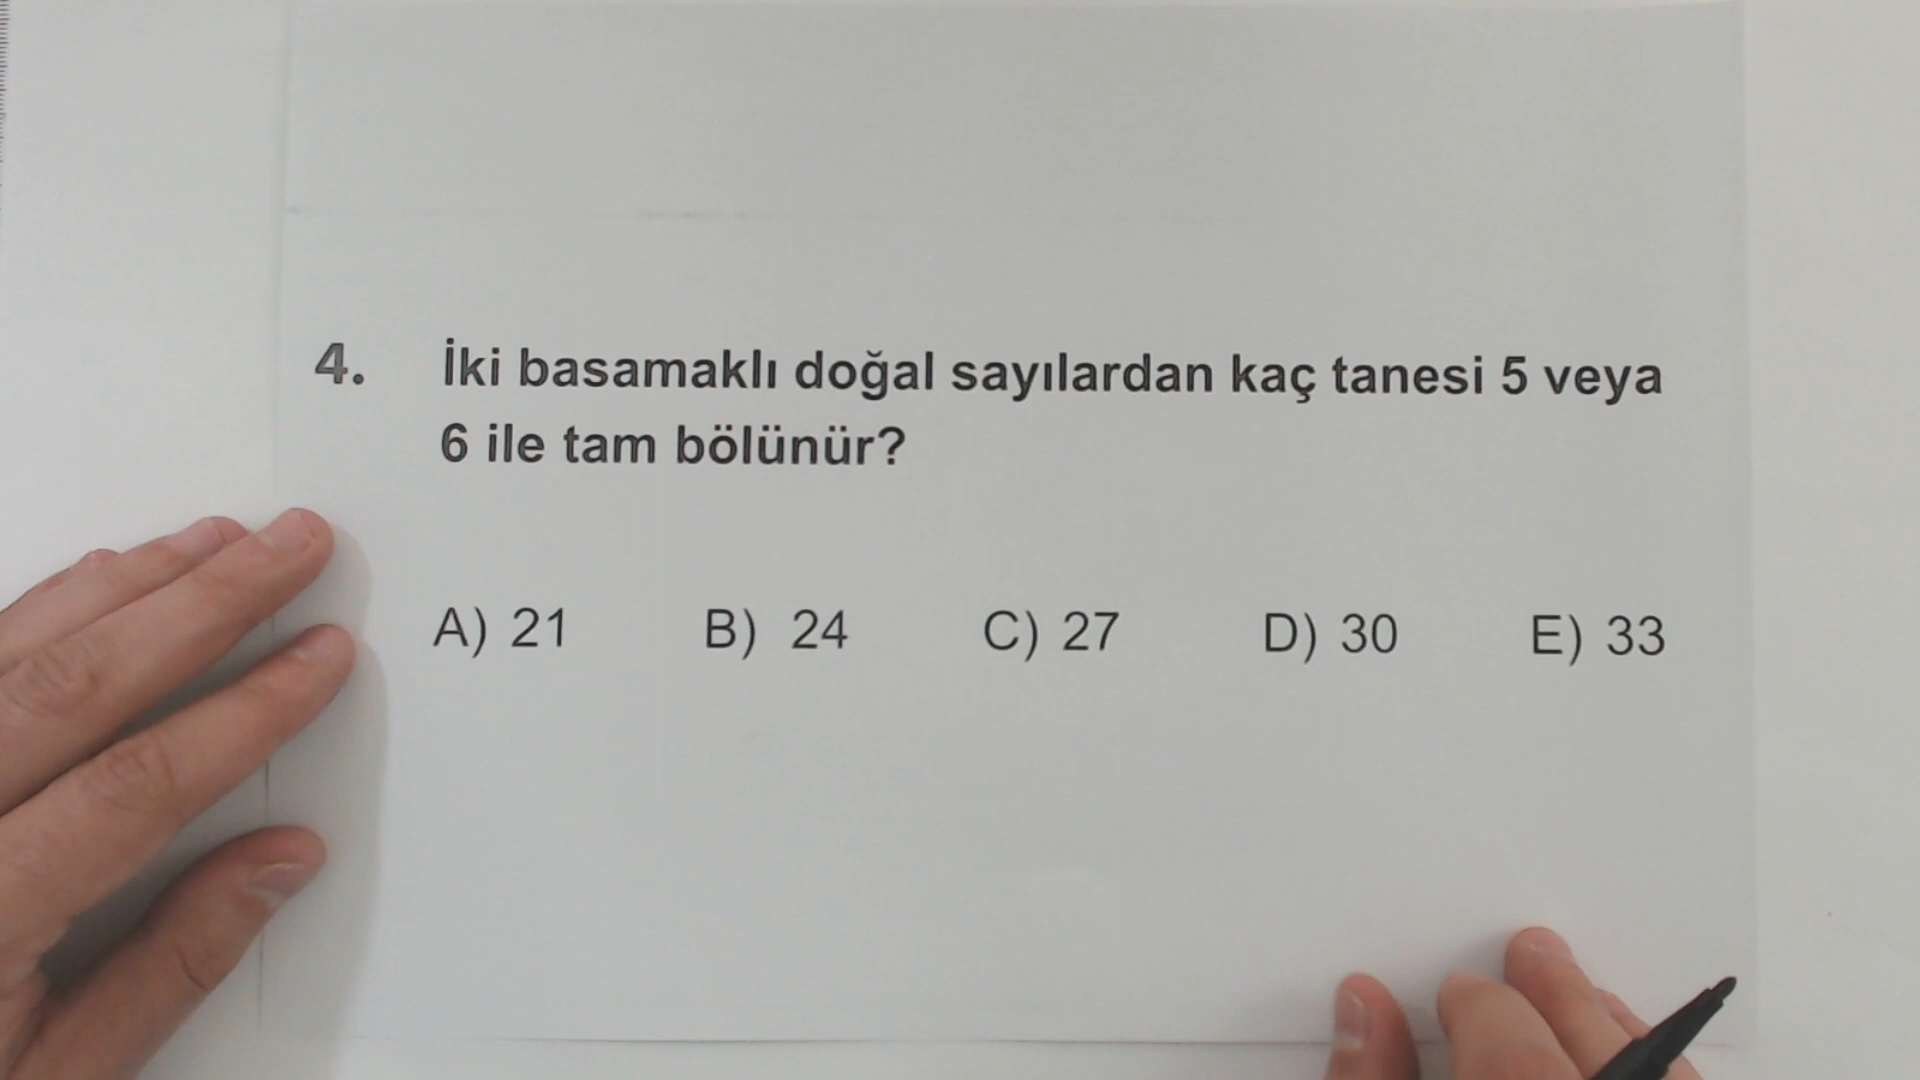 4. İki basamaklı doğal sayılardan kaç tanesi 5 veya
6 ile tam bölünür?
A) 21 B) 24 C) 27 D) 30 E) 33